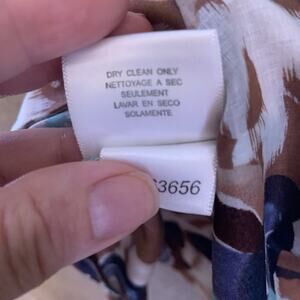 DRY CLEAN ONLY
NETTOYAGE A SEC
SEULEMENT
LAVAR EN SECO
SOLAMENTE
3656